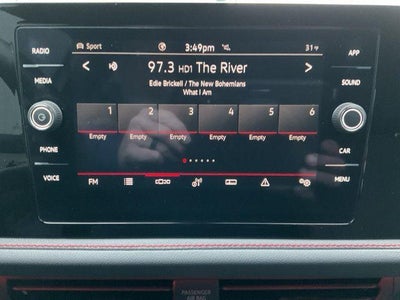 RADIO
MEDIA
PHONE
VOICE
Sport 3:49pm 31°F
97.3 HD1 The River
Edie Brickell / The New Bohemians
What I Am
1 2 3 4 5 6
Empty Empty Empty Empty Empty Empty
FM
APP
SOUND
CAR
MENU
PASSENGER
AIR BAG